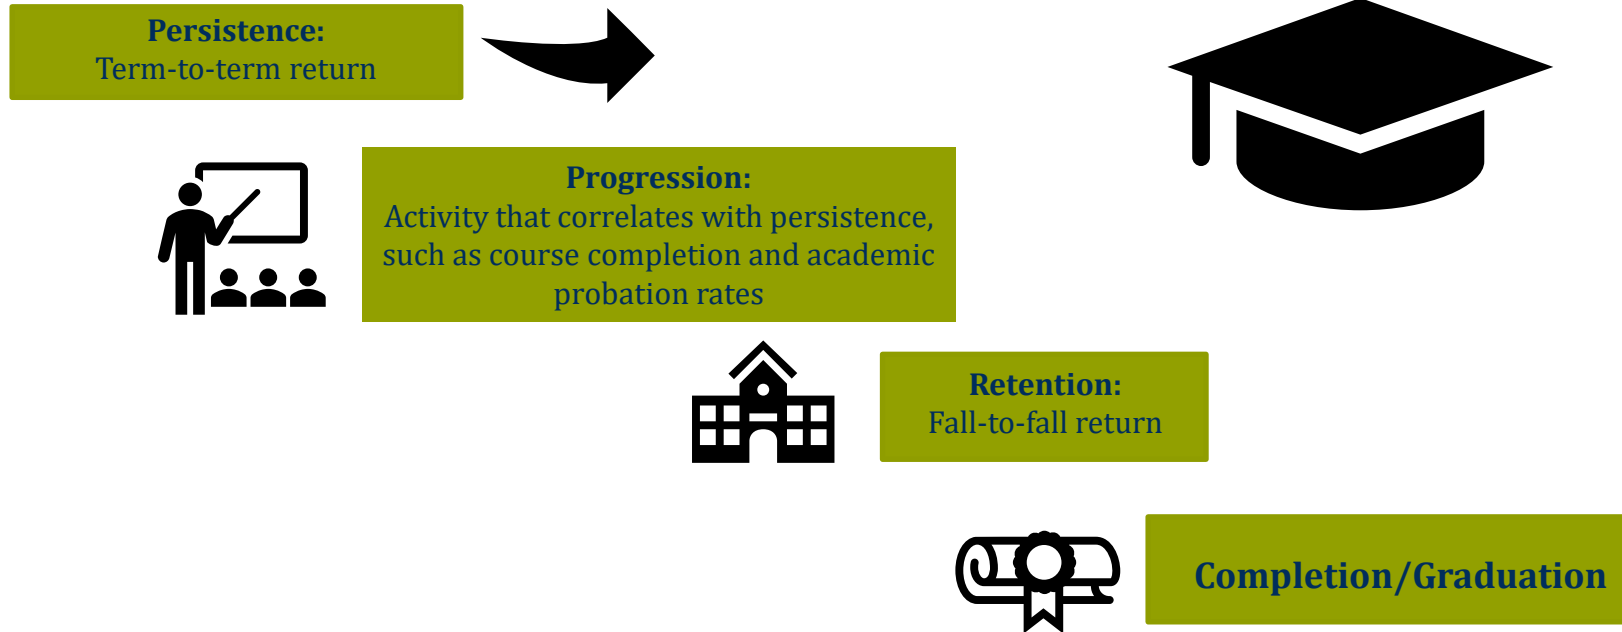 Persistence:
Term-to-term return
Progression:
Activity that correlates with persistence,
such as course completion and academic
probation rates
Retention:
Fall-to-fall return
Completion/Graduation